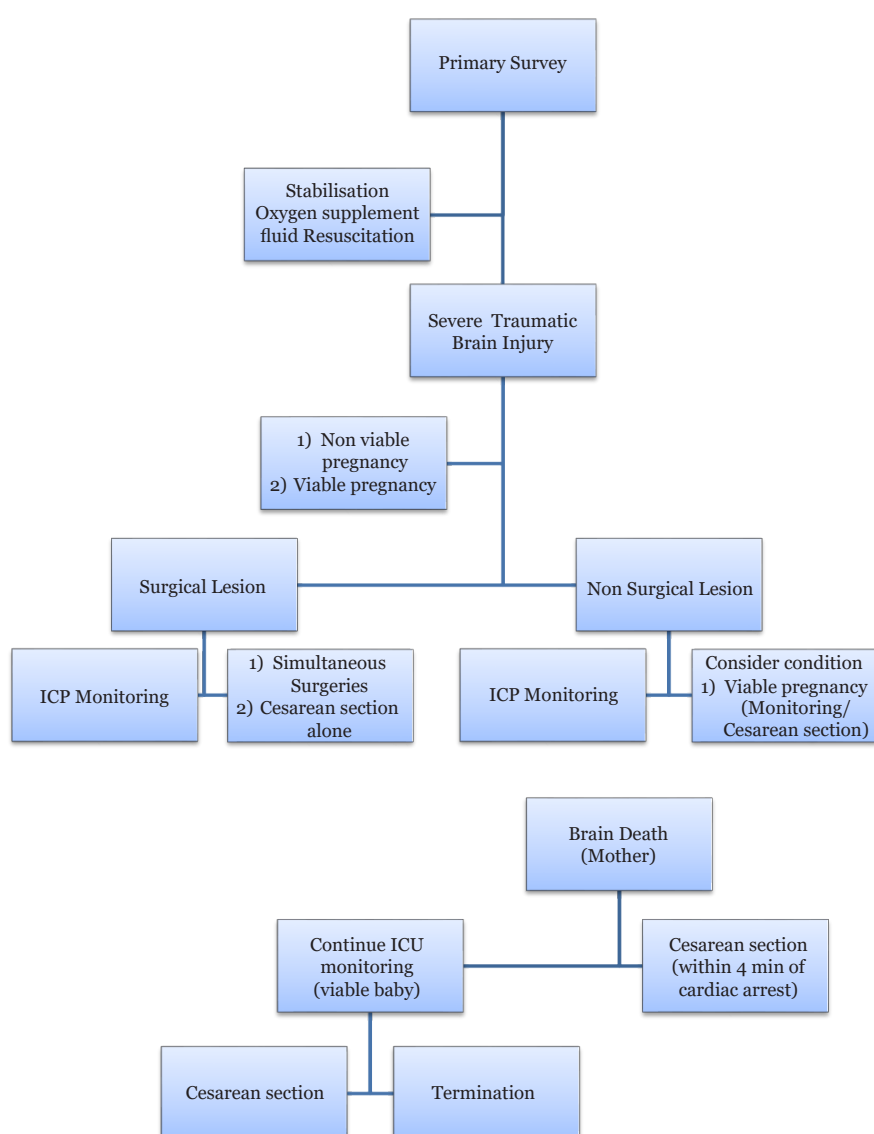 Primary Survey
Stabilisation
Oxygen supplement
fluid Resuscitation
Severe Traumatic
Brain Injury
1) Non viable
pregnancy
2) Viable pregnancy
Surgical Lesion
Non Surgical Lesion
ICP Monitoring
1) Simultaneous
Surgeries
2) Cesarean section
alone
ICP Monitoring
Consider condition
1) Viable pregnancy
(Monitoring/
Cesarean section)
Brain Death
(Mother)
Continue ICU
monitoring
(viable baby)
Cesarean section
(within 4 min of
cardiac arrest)
Cesarean section
Termination